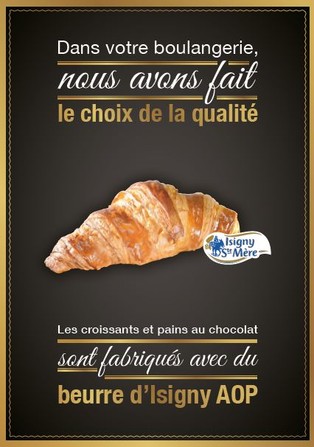 Dans votre boulangerie,
nous avons fait
le choix de la qualité
Isigny
Ste Mère
Les croissants et pains au chocolat
sont fabriqués avec du
beurre d'Isigny AOP